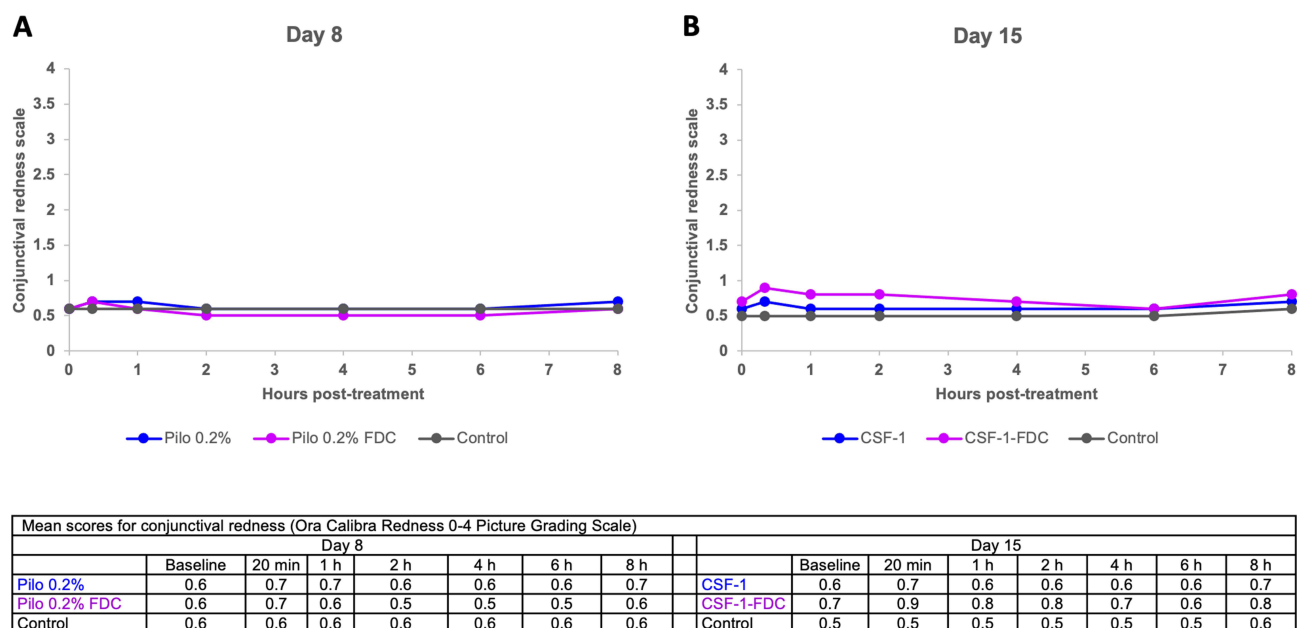 A
Day 8
Conjunctival redness scale
4
3.5
3
2.5
2
1.5
1
0.5
0
0 1 2 3 4 5 6 7 8
Hours post-treatment
Pilo 0.2% Pilo 0.2% FDC Control
B
Day 15
Conjunctival redness scale
4
3.5
3
2.5
2
1.5
1
0.5
0
0 1 2 3 4 5 6 7 8
Hours post-treatment
CSF-1 CSF-1-FDC Control
Mean scores for conjunctival redness (Ora Calibra Redness 0-4 Picture Grading Scale)
Day 8 Day 15
Baseline 20 min 1 h 2 h 4 h 6 h 8 h Baseline 20 min 1 h 2 h 4 h 6 h 8 h
Pilo 0.2% 0.6 0.7 0.7 0.6 0.6 0.6 0.7 CSF-1 0.6 0.7 0.6 0.6 0.6 0.6 0.7
Pilo 0.2% FDC 0.6 0.7 0.6 0.5 0.5 0.5 0.6 CSF-1-FDC 0.7 0.9 0.8 0.8 0.7 0.6 0.8
Control 0.6 0.6 0.6 0.6 0.6 0.6 0.6 Control 0.5 0.5 0.5 0.5 0.5 0.5 0.6